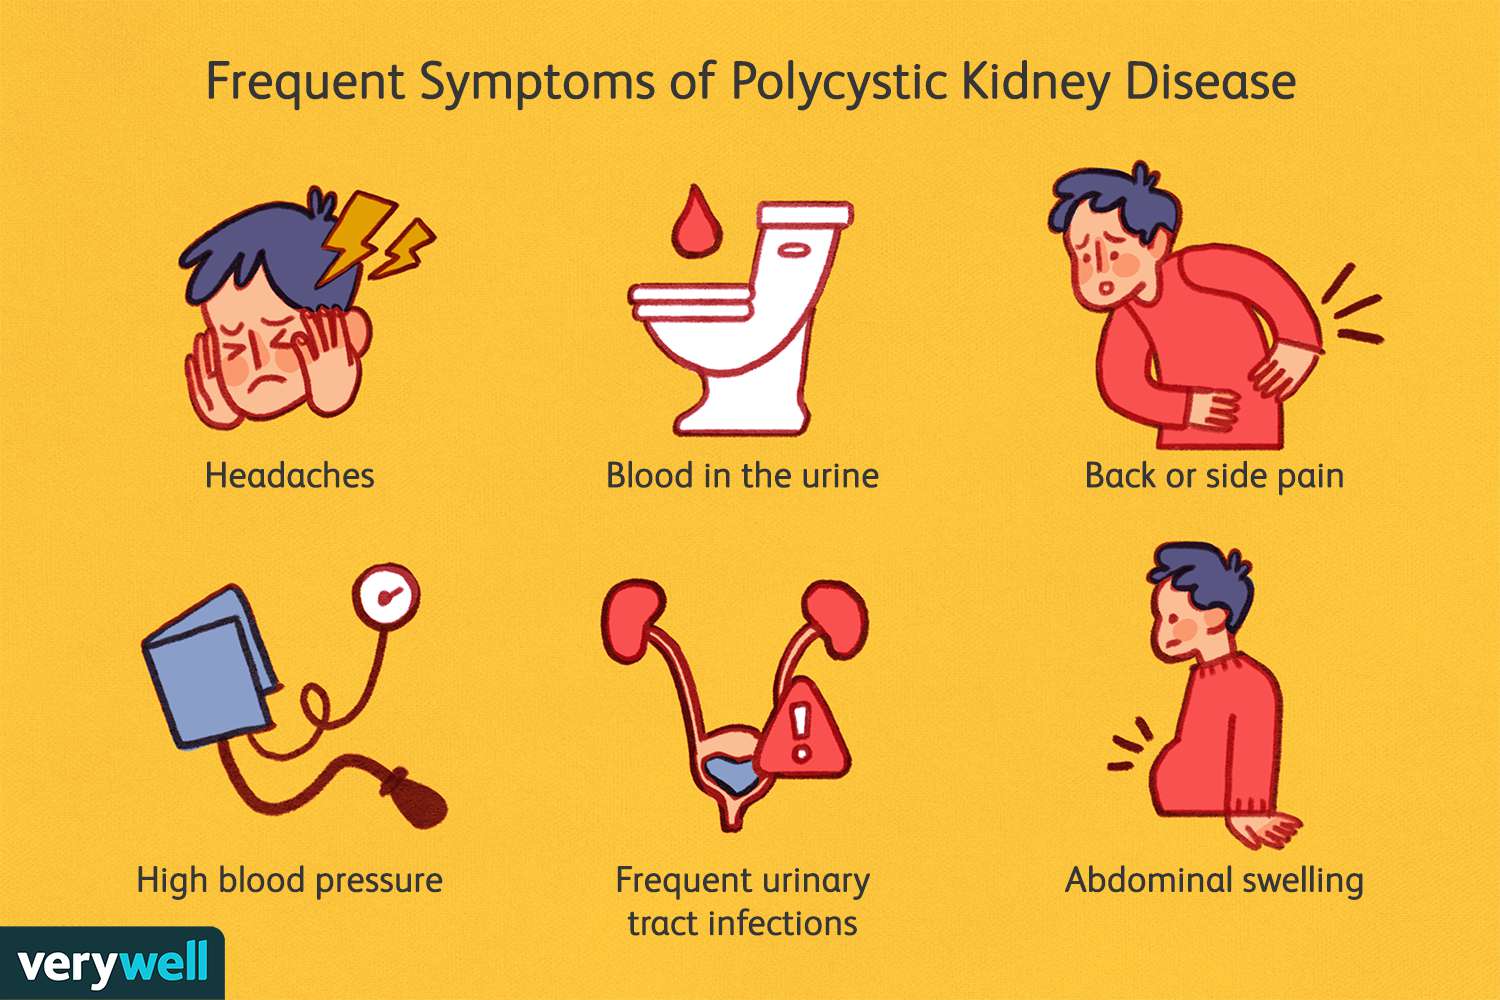 Frequent Symptoms of Polycystic Kidney Disease
Headaches
Blood in the urine
Back or side pain
High blood pressure
Frequent urinary
tract infections
Abdominal swelling
verywell